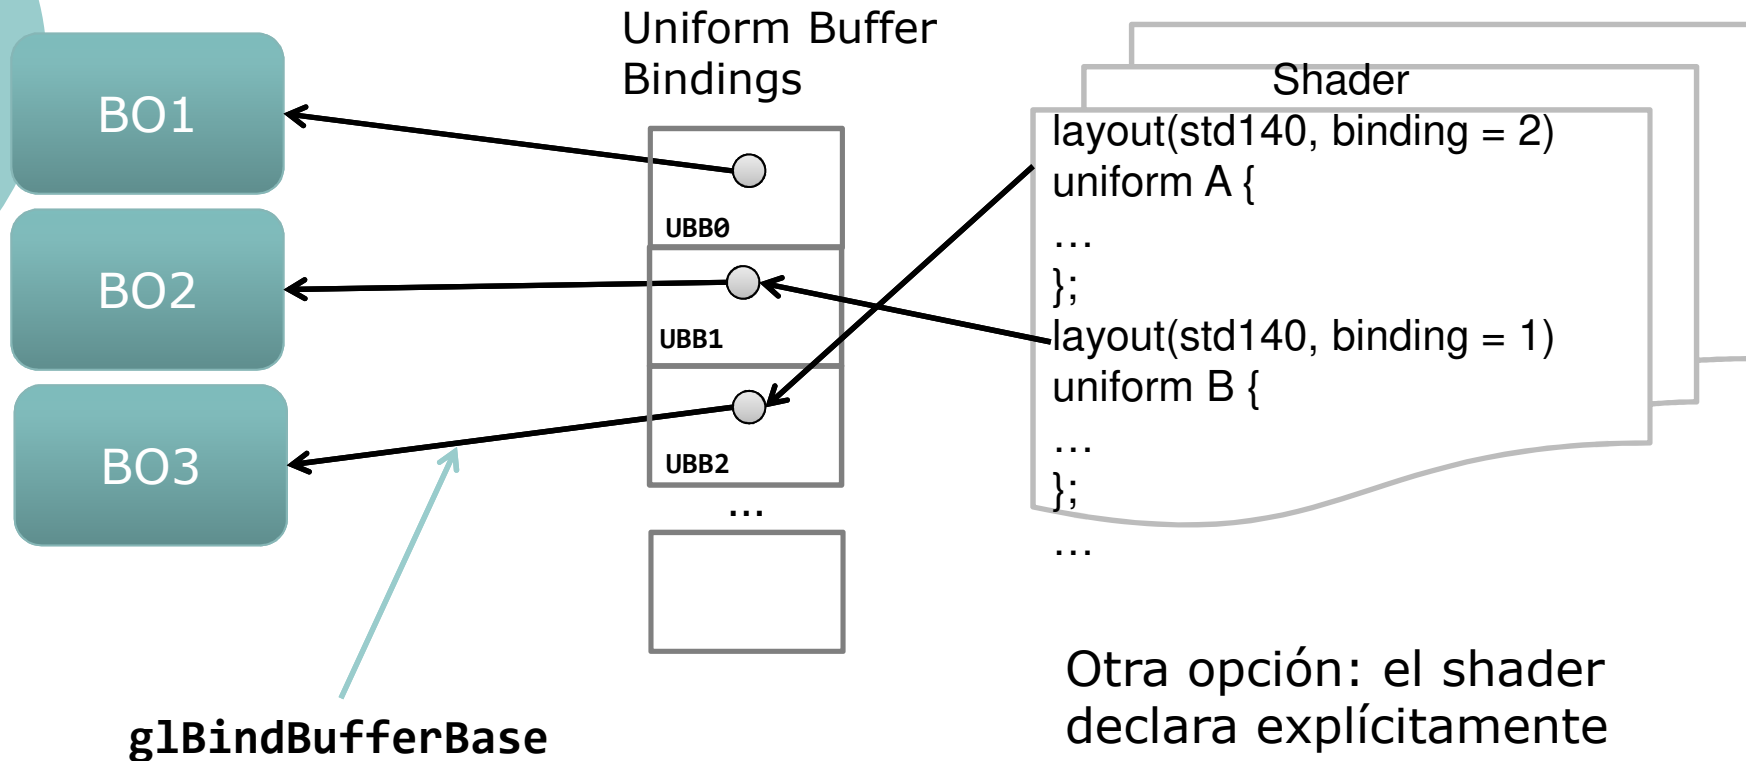 Uniform Buffer
Bindings
BO1
BO2
BO3
UBB0
UBB1
UBB2
...
Shader
layout(std140, binding = 2)
uniform A {
...
};
layout(std140, binding = 1)
uniform B {
...
};
...
glBindBufferBase
Otra opción: el shader
declara explícitamente